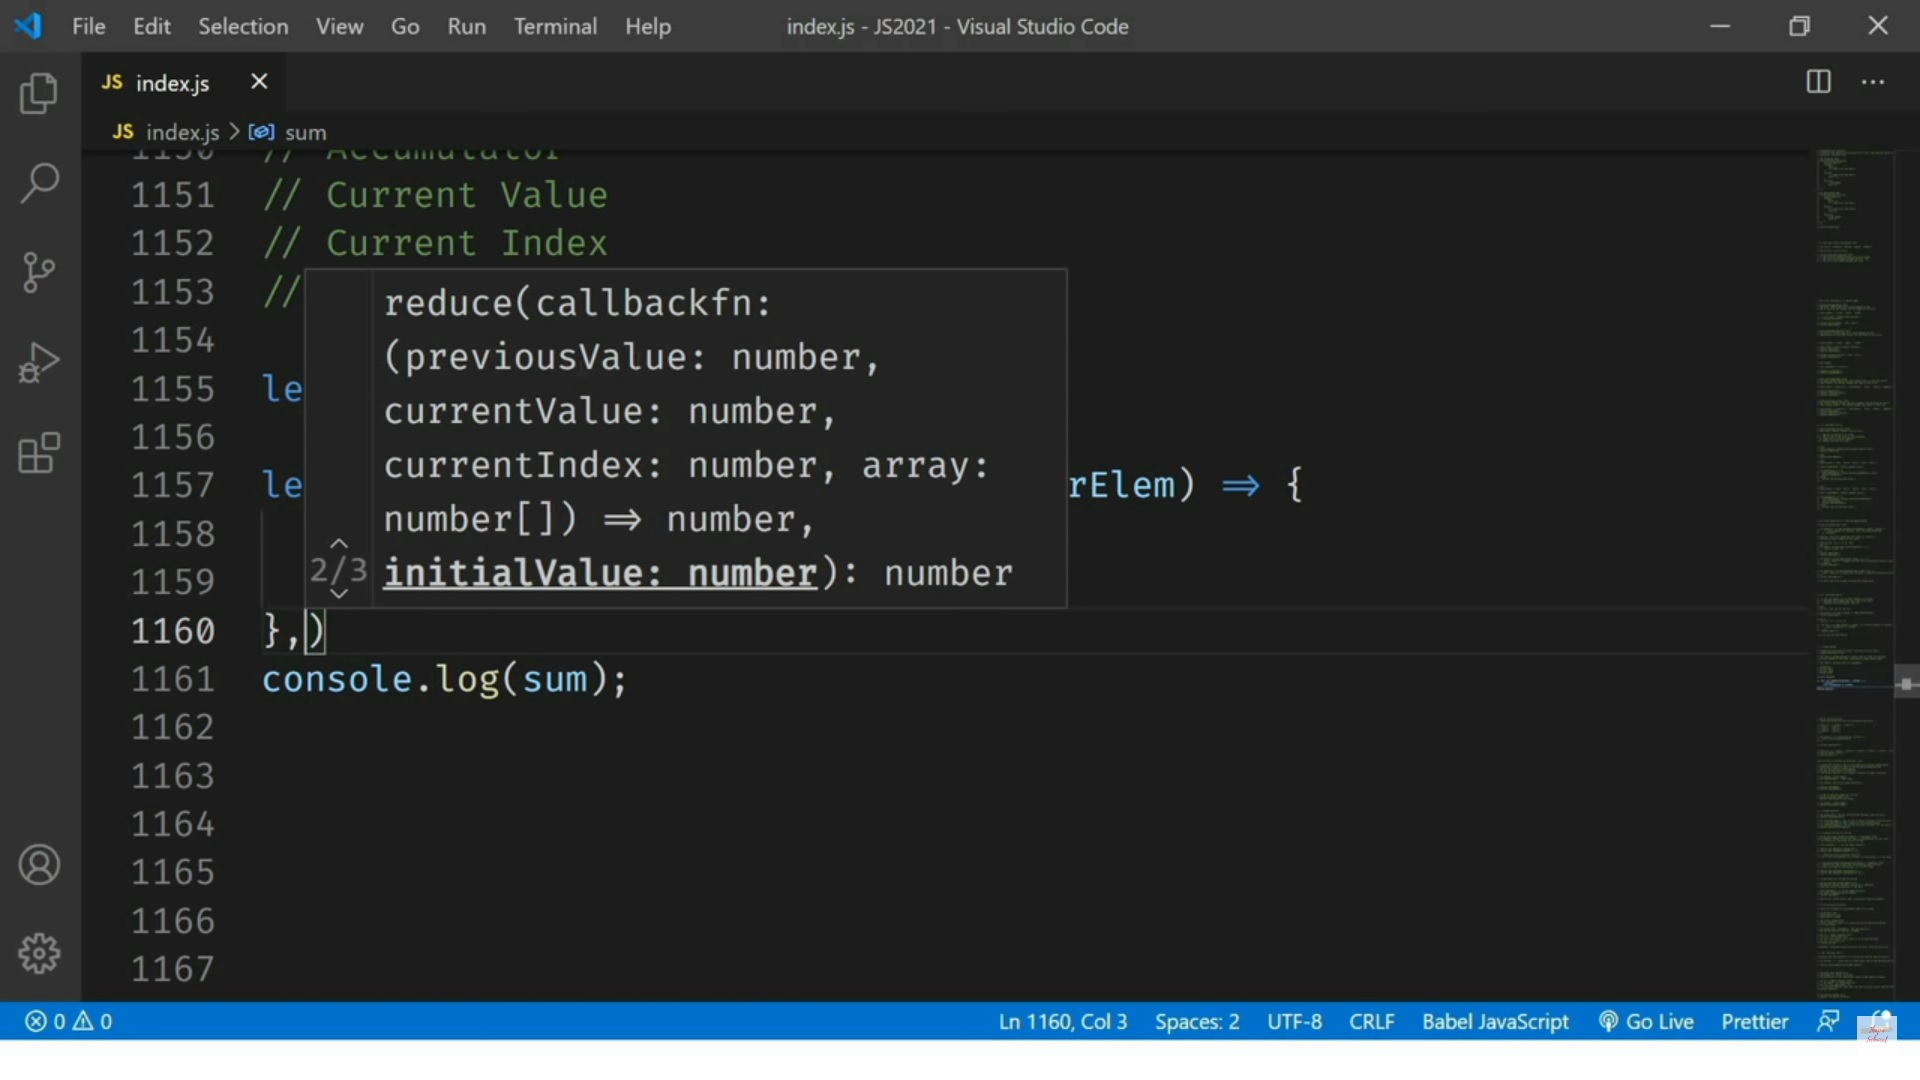 File Edit Selection View Go Run Terminal Help
index.js - JS2021 - Visual Studio Code
JS index.js
JS index.js > sum
1150 // Accumulator
1151 // Current Value
1152 // Current Index
1153 //
1154
1155 le
1156
1157 le rElem) => {
1158
1159
reduce(callbackfn:
(previousValue: number,
currentValue: number,
currentIndex: number, array:
number[]) => number,
2/3 initialValue: number): number
1160 },)
1161 console.log(sum);
1162
1163
1164
1165
1166
1167
0 0 Ln 1160, Col 3 Spaces: 2 UTF-8 CRLF Babel JavaScript Go Live Prettier